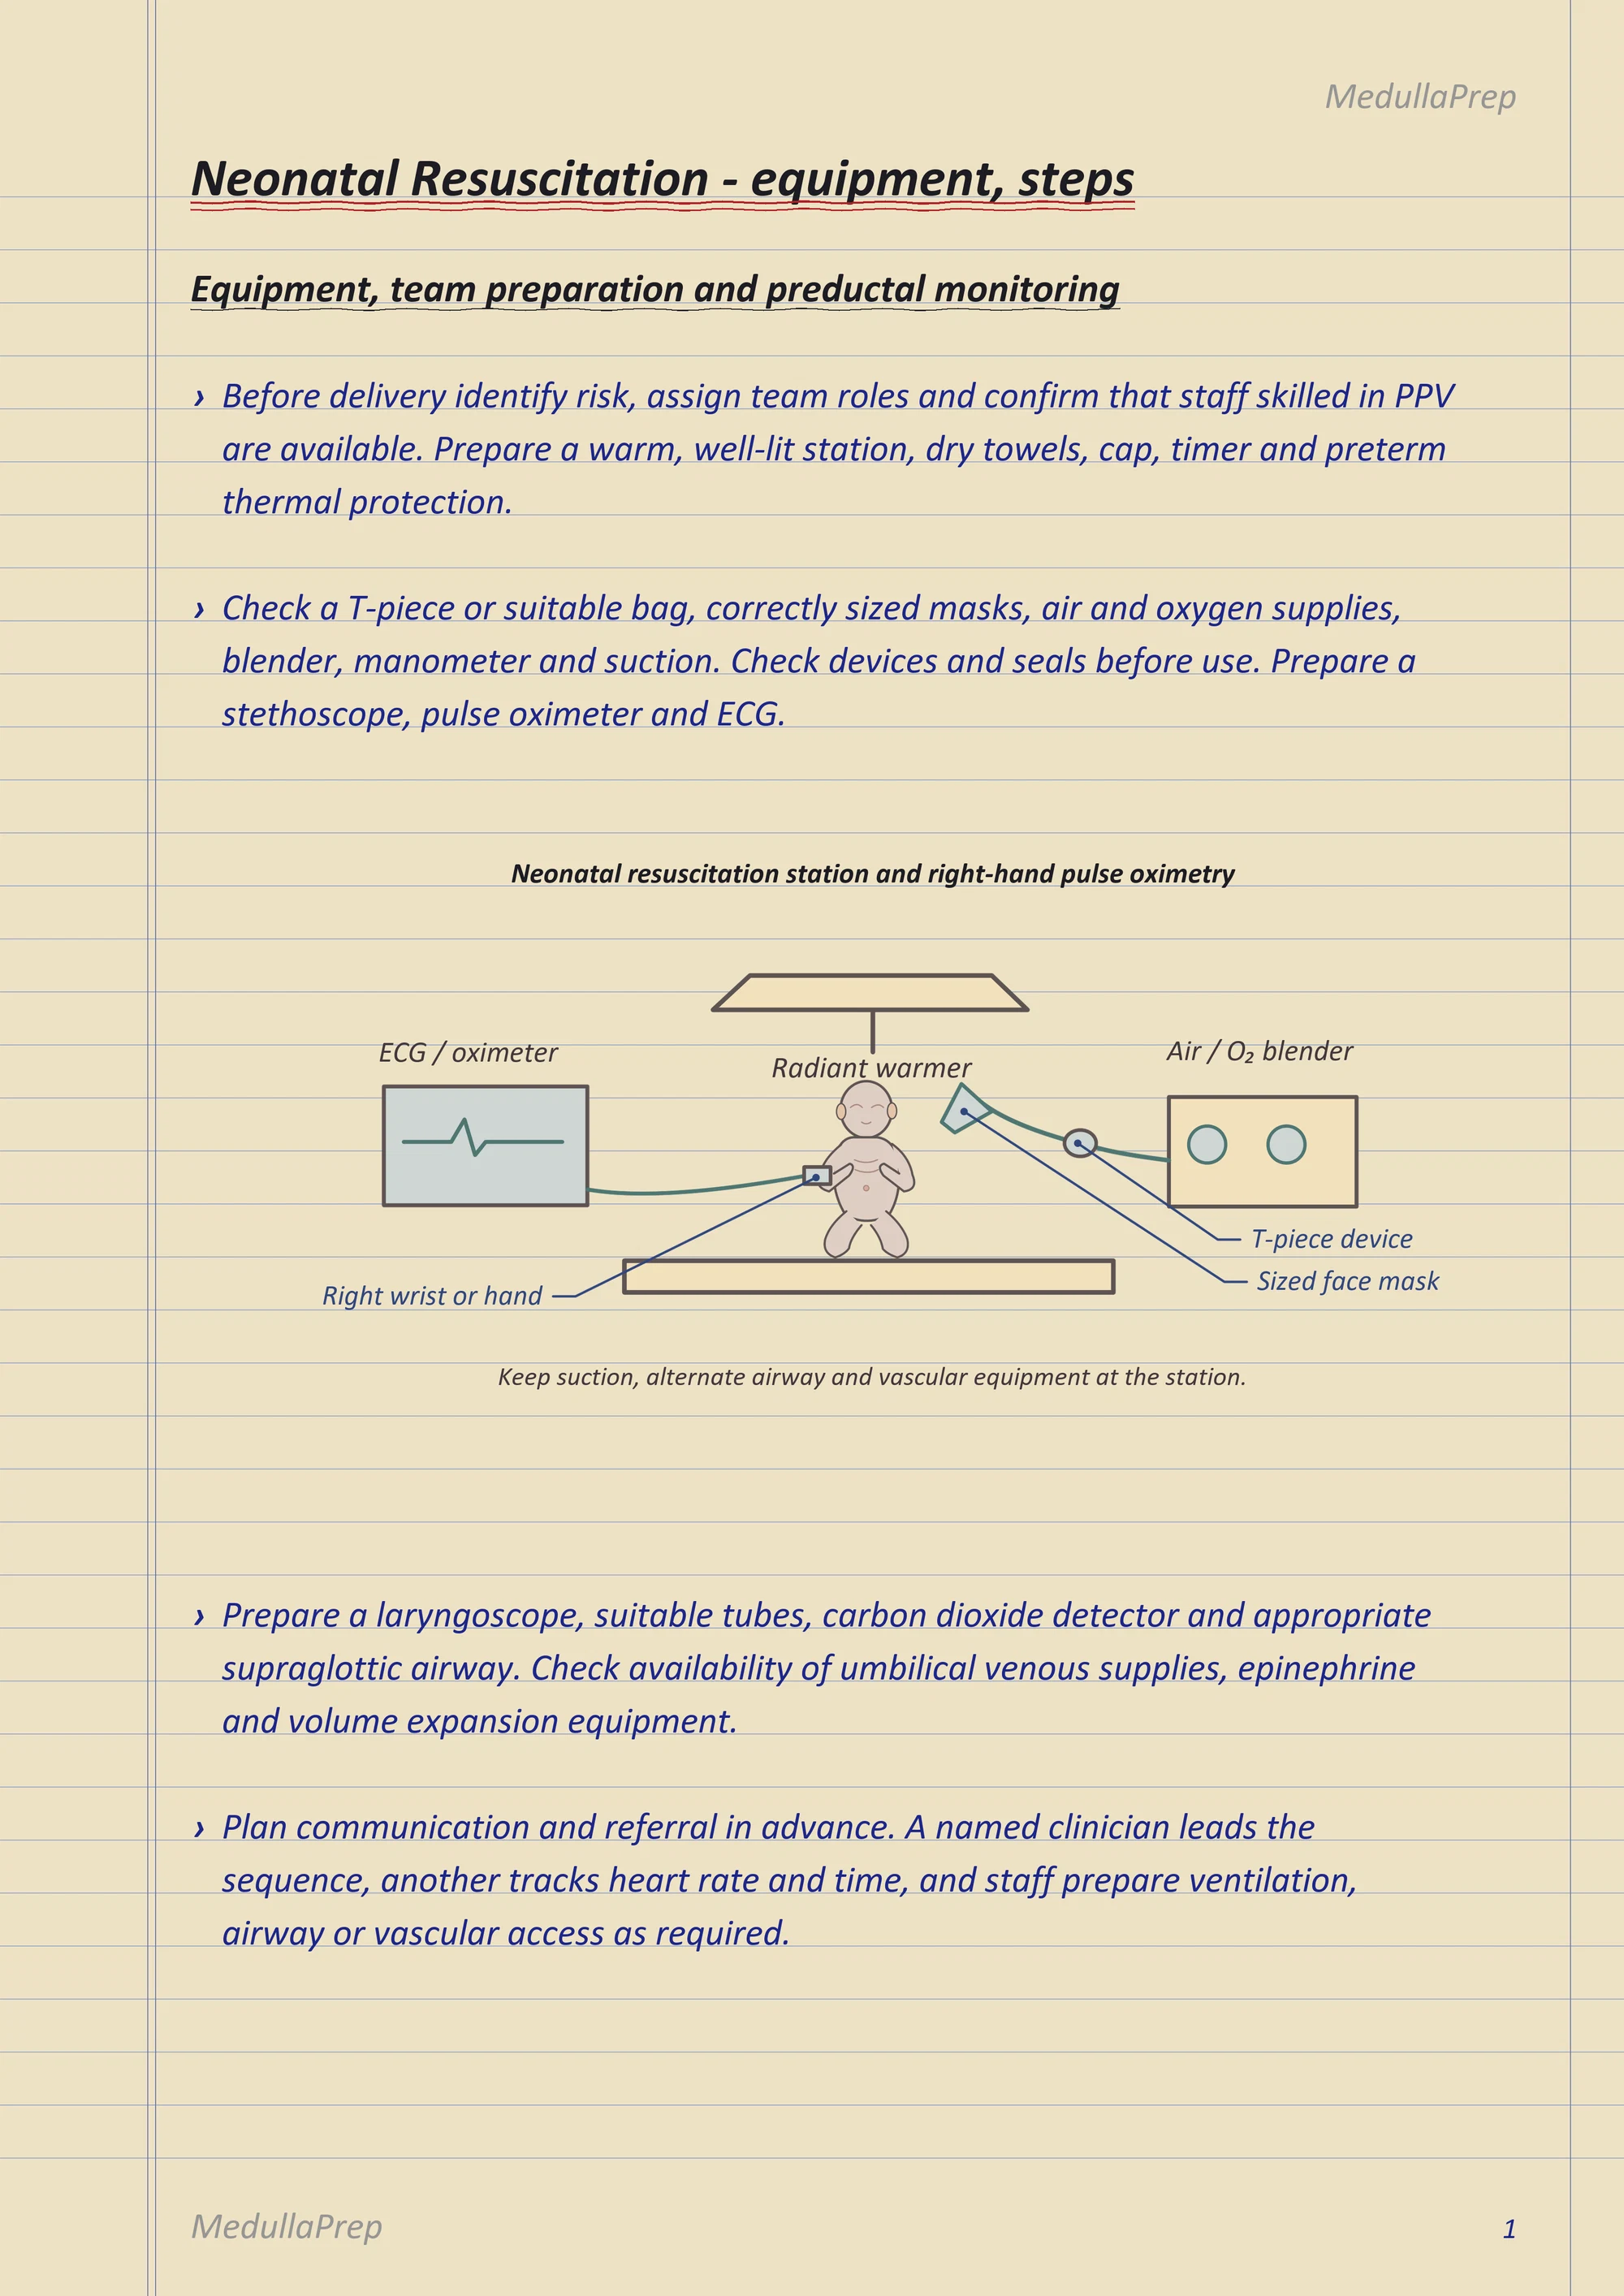 MedullaPrep
Neonatal Resuscitation - equipment, steps
Equipment, team preparation and preductal monitoring
› Before delivery identify risk, assign team roles and confirm that staff skilled in PPV
are available. Prepare a warm, well-lit station, dry towels, cap, timer and preterm
thermal protection.
› Check a T-piece or suitable bag, correctly sized masks, air and oxygen supplies,
blender, manometer and suction. Check devices and seals before use. Prepare a
stethoscope, pulse oximeter and ECG.
Neonatal resuscitation station and right-hand pulse oximetry
ECG / oximeter
Radiant warmer
Air / O₂ blender
T-piece device
Sized face mask
Right wrist or hand
Keep suction, alternate airway and vascular equipment at the station.
› Prepare a laryngoscope, suitable tubes, carbon dioxide detector and appropriate
supraglottic airway. Check availability of umbilical venous supplies, epinephrine
and volume expansion equipment.
› Plan communication and referral in advance. A named clinician leads the
sequence, another tracks heart rate and time, and staff prepare ventilation,
airway or vascular access as required.
MedullaPrep
1